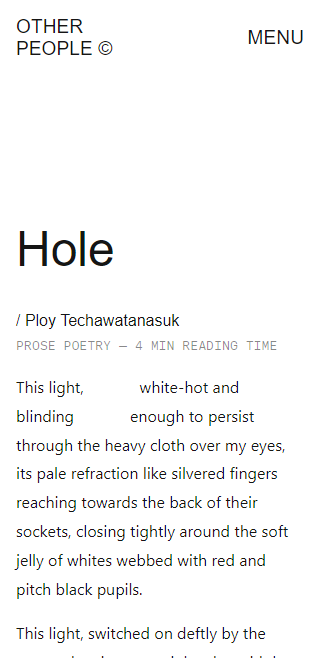 OTHER
PEOPLE ©
MENU
Hole
/ Ploy Techawatanasuk
PROSE POETRY — 4 MIN READING TIME
This light, white-hot and
blinding enough to persist
through the heavy cloth over my eyes,
its pale refraction like silvered fingers
reaching towards the back of their
sockets, closing tightly around the soft
jelly of whites webbed with red and
pitch black pupils.
This light, switched on deftly by the